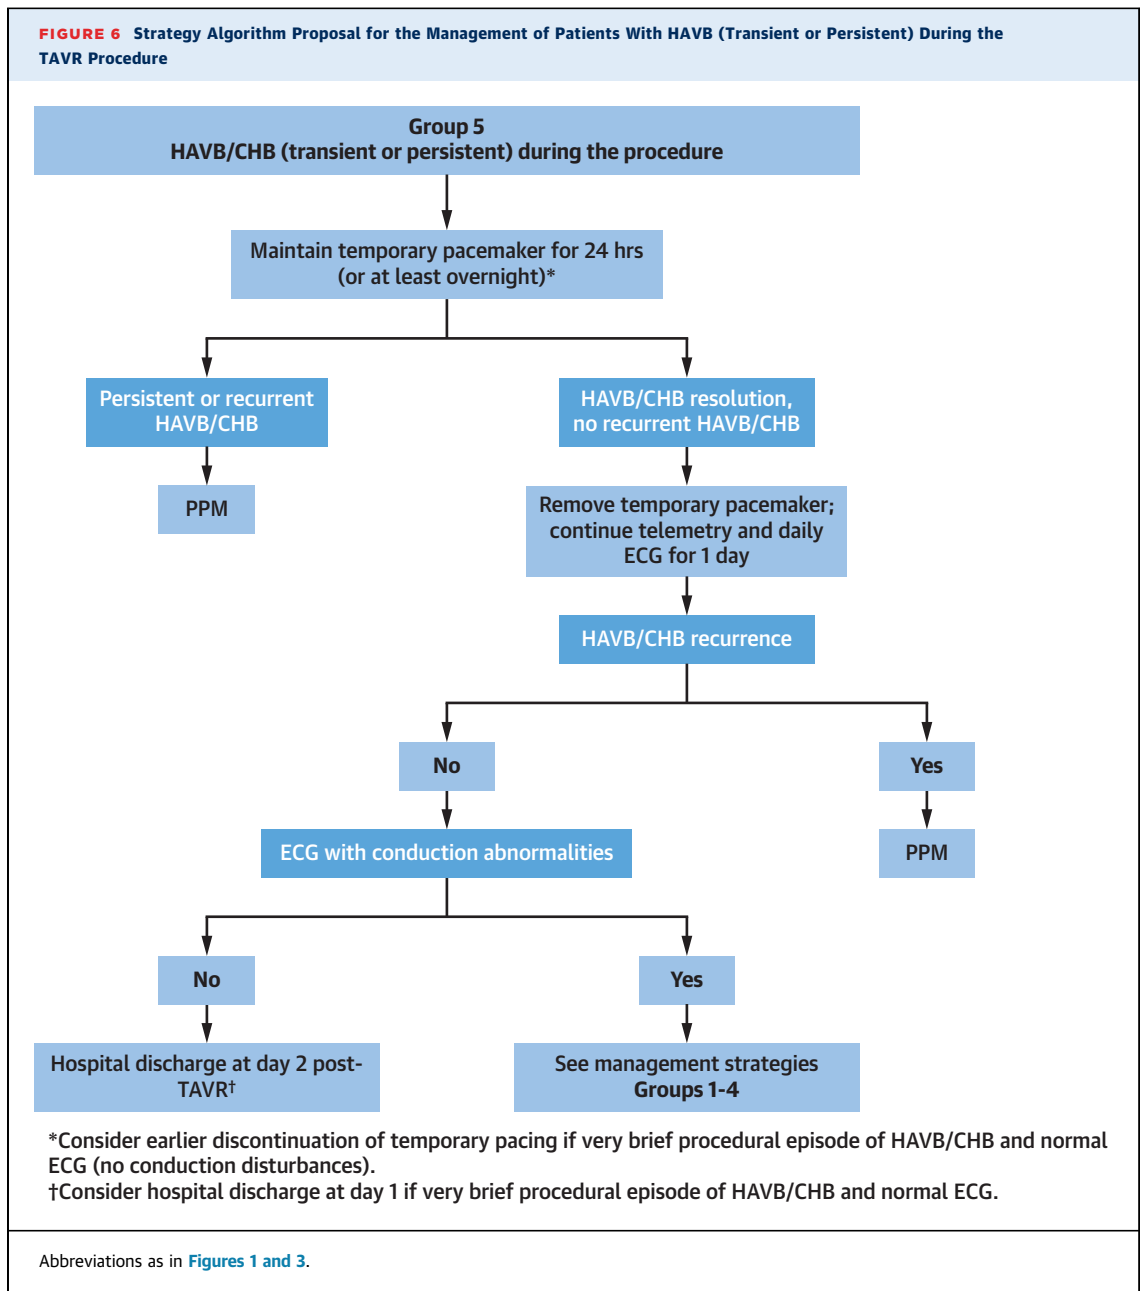 FIGURE 6 Strategy Algorithm Proposal for the Management of Patients With HAVB (Transient or Persistent) During the
TAVR Procedure
Group 5
HAVB/CHB (transient or persistent) during the procedure
Maintain temporary pacemaker for 24 hrs
(or at least overnight)*
Persistent or recurrent
HAVB/CHB
HAVB/CHB resolution,
no recurrent HAVB/CHB
PPM
Remove temporary pacemaker;
continue telemetry and daily
ECG for 1 day
HAVB/CHB recurrence
No
Yes
ECG with conduction abnormalities
PPM
No
Yes
Hospital discharge at day 2 post-
TAVR†
See management strategies
Groups 1-4
*Consider earlier discontinuation of temporary pacing if very brief procedural episode of HAVB/CHB and normal
ECG (no conduction disturbances).
†Consider hospital discharge at day 1 if very brief procedural episode of HAVB/CHB and normal ECG.
Abbreviations as in Figures 1 and 3.